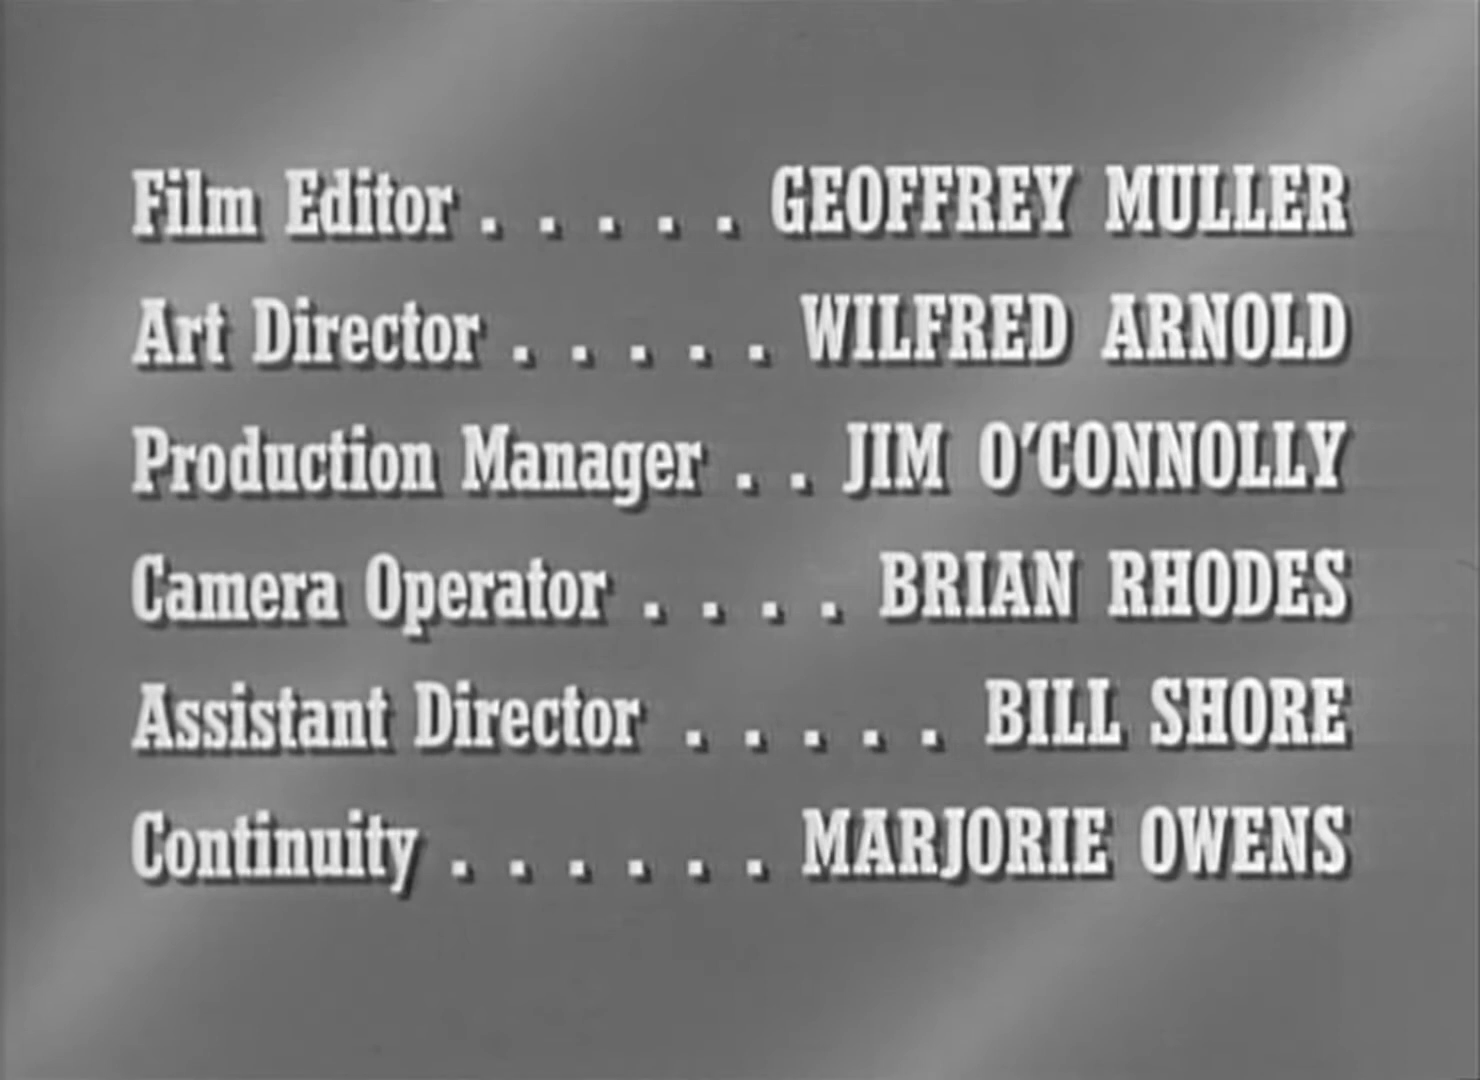 Film Editor . . . . . GEOFFREY MULLER
Art Director . . . . . WILFRED ARNOLD
Production Manager . . JIM O'CONNOLLY
Camera Operator . . . . BRIAN RHODES
Assistant Director . . . . . BILL SHORE
Continuity . . . . . . MARJORIE OWENS